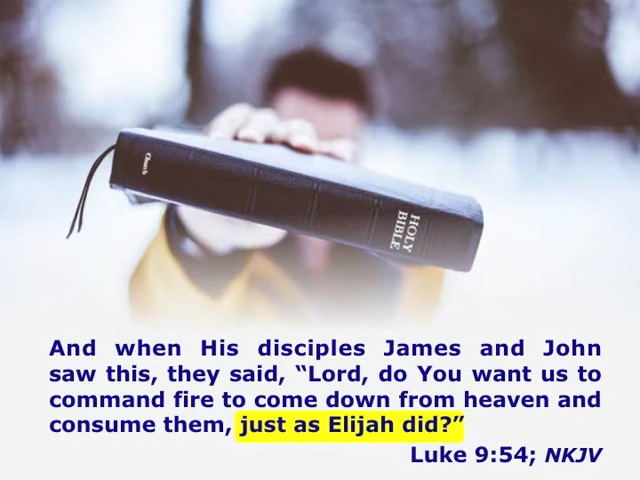 Church
HOLY
BIBLE
And when His disciples James and John
saw this, they said, “Lord, do You want us to
command fire to come down from heaven and
consume them, just as Elijah did?”
Luke 9:54; NKJV